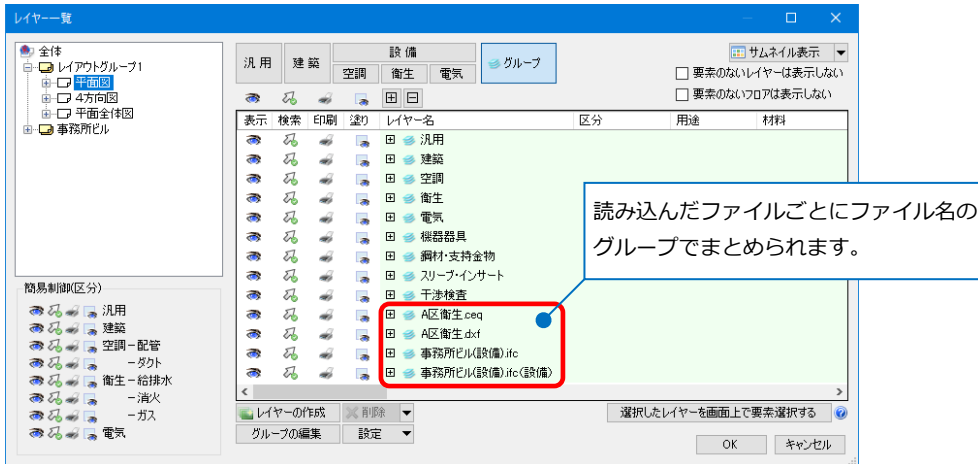 レイヤー一覧
全体
レイアウトグループ1
平面図
4方向図
平面全体図
事務所ビル
簡易制御(区分)
汎用
建築
空調-配管
-ダクト
衛生-給排水
-消火
-ガス
電気
汎用 建築 設備 グループ
空調 衛生 電気
サムネイル表示
要素のないレイヤーは表示しない
要素のないフロアは表示しない
表示 検索 印刷 塗り レイヤー名 区分 用途 材料
汎用
建築
空調
衛生
電気
機器器具
鋼材・支持金物
スリーブ・インサート
干渉検査
A区衛生.ceq
A区衛生.dxf
事務所ビル(設備).ifc
事務所ビル(設備).ifc(設備)
読み込んだファイルごとにファイル名の
グループでまとめられます。
レイヤーの作成 削除 選択したレイヤーを画面上で要素選択する
グループの編集 設定
OK キャンセル